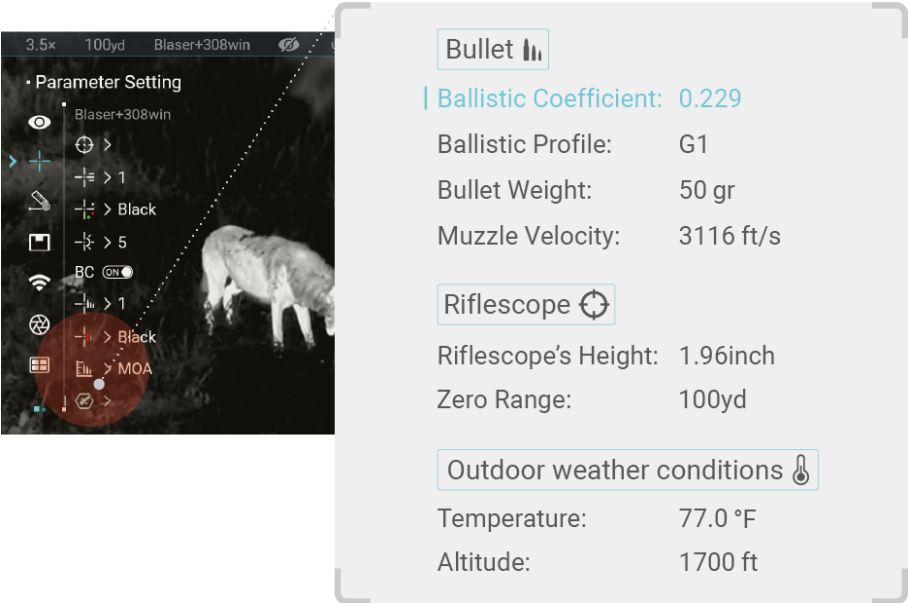 3.5× 100yd Blaser+308win
Parameter Setting
Blaser+308win
1
Black
5
BC ON
1
Black
MOA
Bullet
Ballistic Coefficient: 0.229
Ballistic Profile: G1
Bullet Weight: 50 gr
Muzzle Velocity: 3116 ft/s
Riflescope
Riflescope's Height: 1.96inch
Zero Range: 100yd
Outdoor weather conditions
Temperature: 77.0 °F
Altitude: 1700 ft